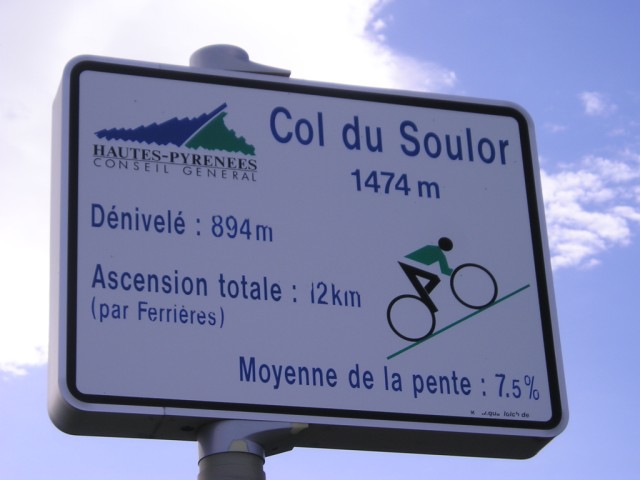 Col du Soulor
1474 m
HAUTES-PYRENEES
CONSEIL GENERAL
Dénivelé : 894m
Ascension totale : 12km
(par Ferrières)
Moyenne de la pente : 7.5%
de